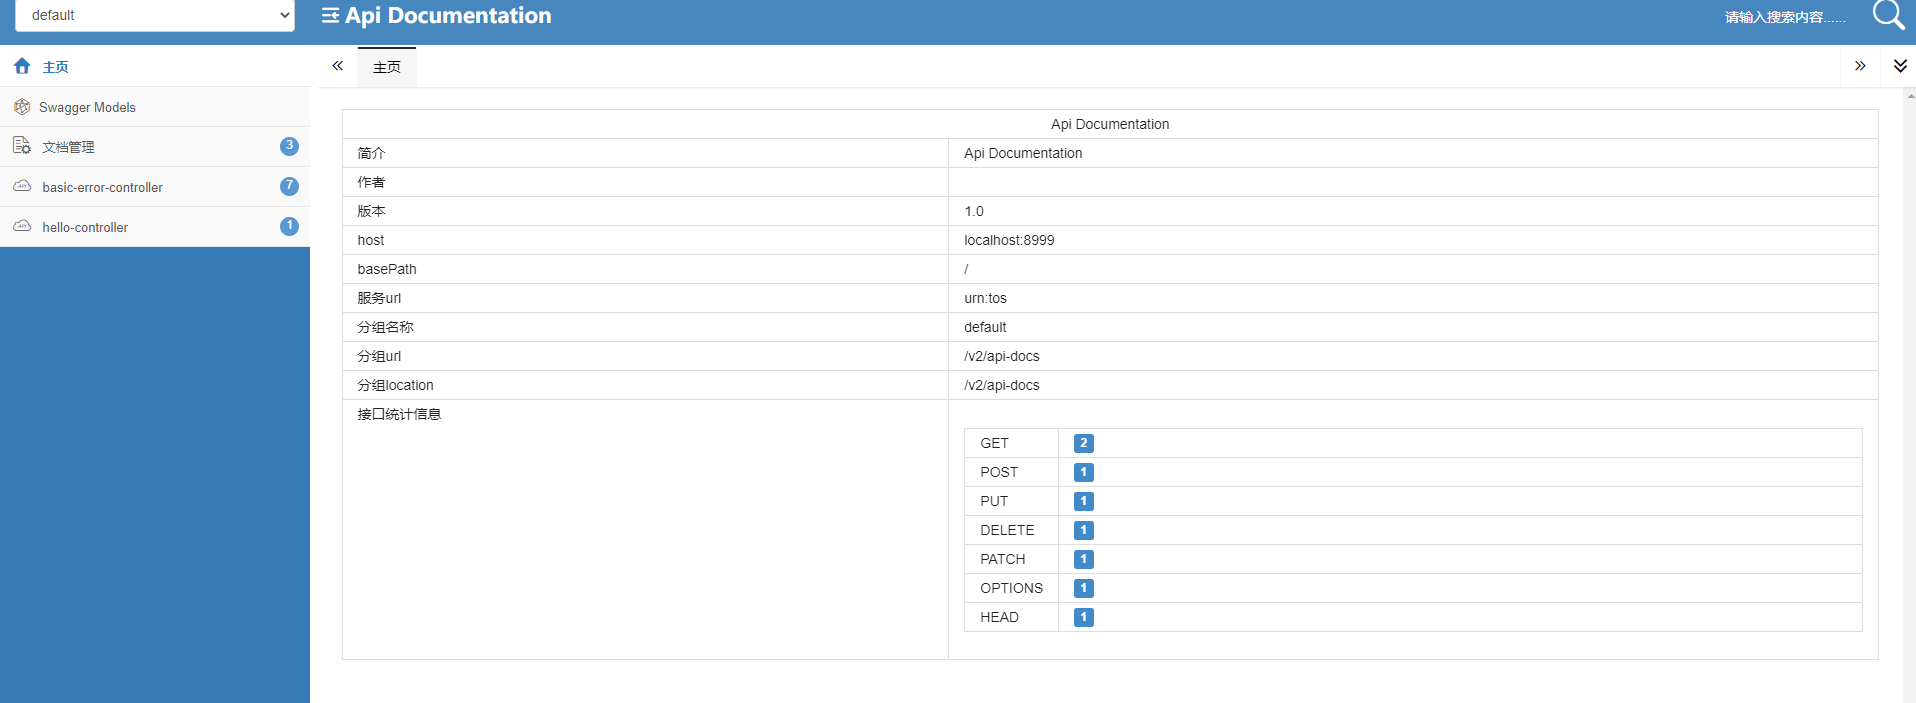 default
Api Documentation
请输入搜索内容......
主页
Swagger Models
文档管理 3
basic-error-controller 7
hello-controller 1
主页
Api Documentation
简介 Api Documentation
作者
版本 1.0
host localhost:8999
basePath /
服务url urn:tos
分组名称 default
分组url /v2/api-docs
分组location /v2/api-docs
接口统计信息
GET 2
POST 1
PUT 1
DELETE 1
PATCH 1
OPTIONS 1
HEAD 1